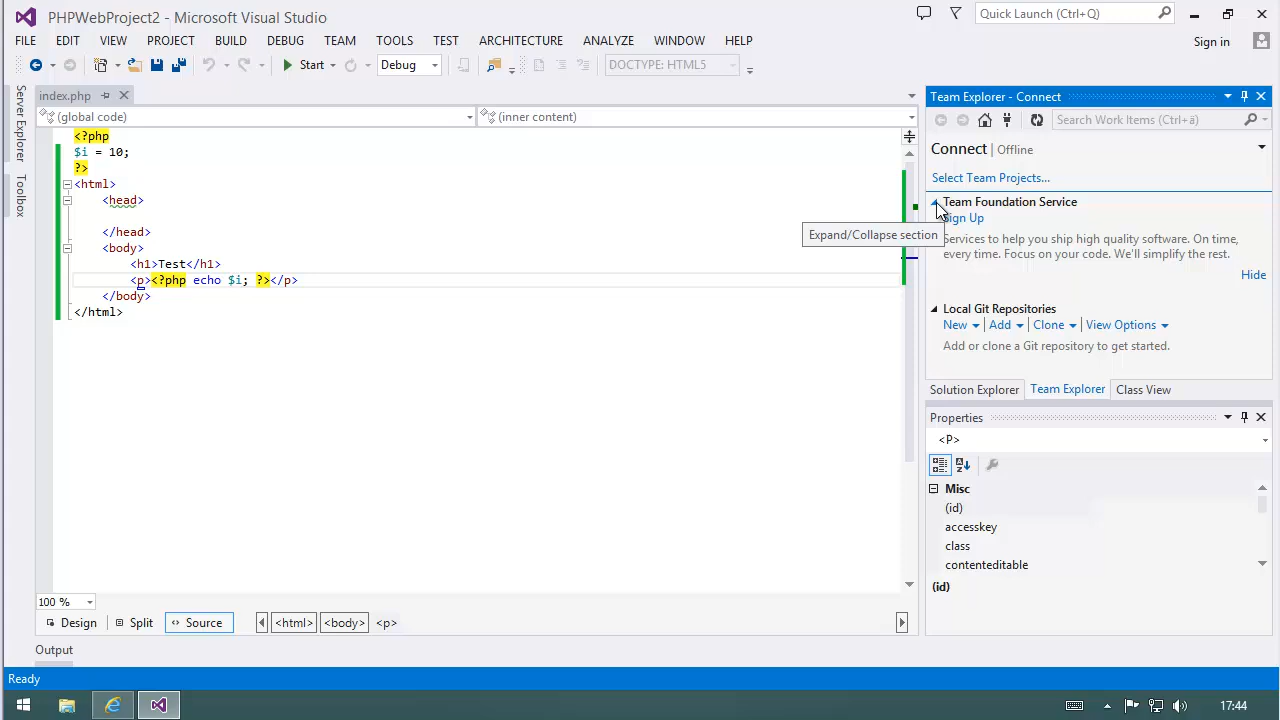 PHPWebProject2 - Microsoft Visual Studio
Quick Launch (Ctrl+Q)
FILE EDIT VIEW PROJECT BUILD DEBUG TEAM TOOLS TEST ARCHITECTURE ANALYZE WINDOW HELP
Sign in
Start Debug DOCTYPE: HTML5
Server Explorer
Toolbox
index.php
(global code) (inner content)
<?php
$i = 10;
?>
<html>
<head>
</head>
<body>
<h1>Test</h1>
<p><?php echo $i; ?></p>
</body>
</html>
Expand/Collapse section
100 %
Design Split Source <html> <body> <p>
Output
Team Explorer - Connect
Search Work Items (Ctrl+ä)
Connect | Offline
Select Team Projects...
Team Foundation Service
Sign Up
Services to help you ship high quality software. On time,
every time. Focus on your code. We'll simplify the rest.
Hide
Local Git Repositories
New | Add | Clone | View Options
Add or clone a Git repository to get started.
Solution Explorer Team Explorer Class View
Properties
<P>
Misc
(id)
accesskey
class
contenteditable
(id)
Ready
17:44